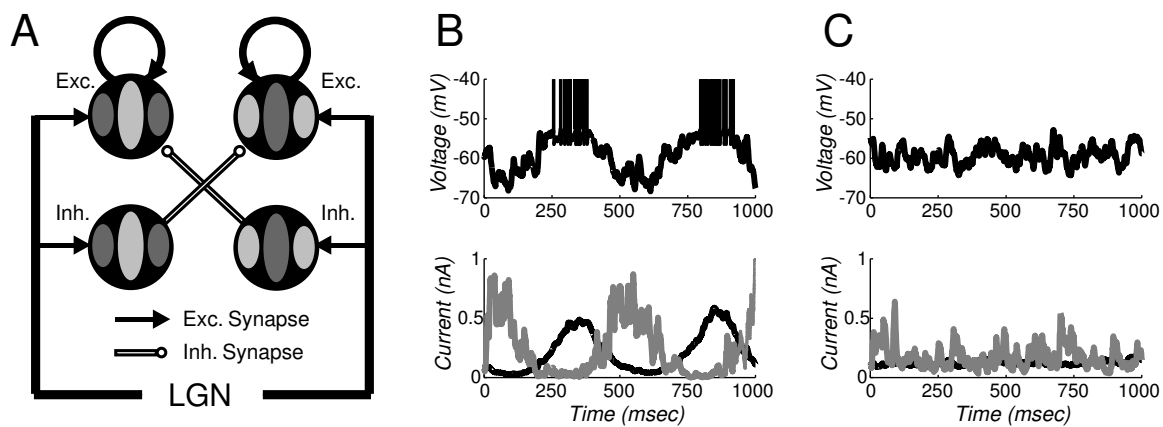 A
B
C
Exc.
Exc.
Inh.
Inh.
Exc. Synapse
Inh. Synapse
LGN
Voltage (mV)
-40
-50
-60
-70
0 250 500 750 1000
Current (nA)
1
0.5
0
0 250 500 750 1000
Time (msec)
Voltage (mV)
-40
-50
-60
-70
0 250 500 750 1000
Current (nA)
1
0.5
0
0 250 500 750 1000
Time (msec)